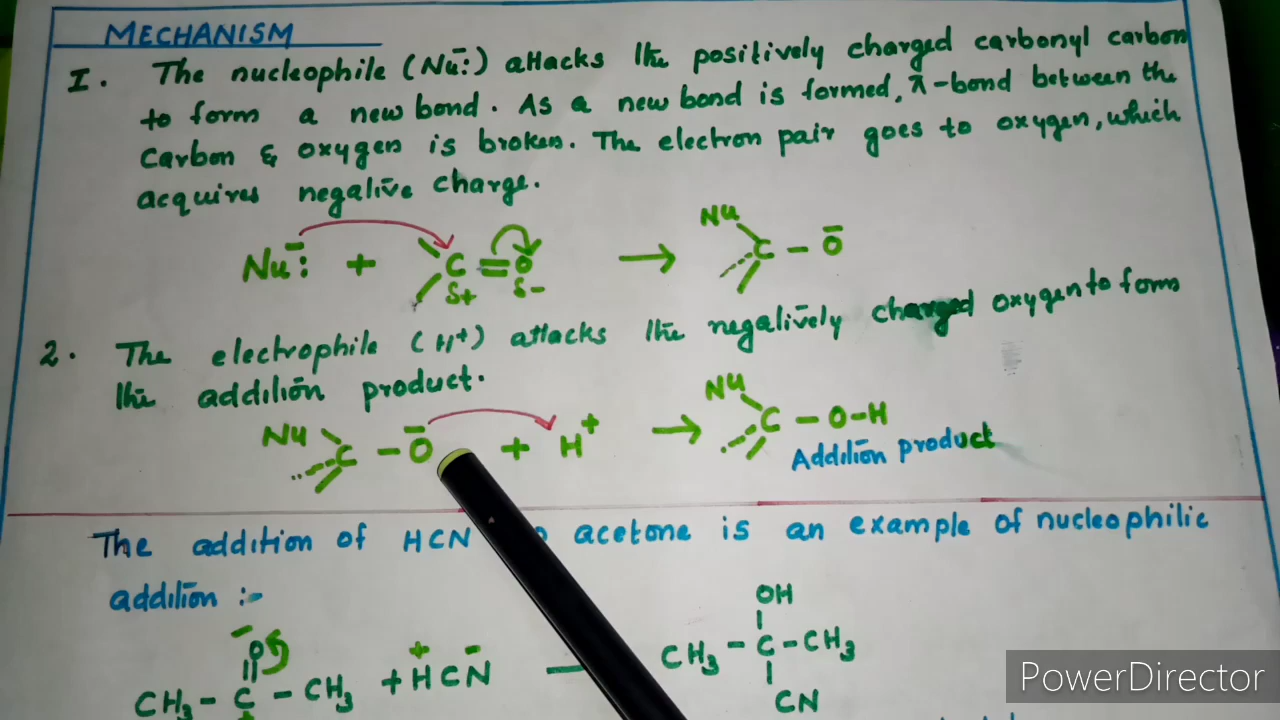 MECHANISM
I. The nucleophile (Nu:̄) attacks the positively charged carbonyl carbon
to form a new bond. As a new bond is formed, π-bond between the
carbon & oxygen is broken. The electron pair goes to oxygen, which
acquires negative charge.
Nu:̄ + C=O → Nu C - Ō
δ+ δ-
2. The electrophile (H⁺) attacks the negatively charged oxygen to form
the addition product.
Nu C - Ō + H⁺ → Nu C - O-H
Addition product
The addition of HCN acetone is an example of nucleophilic
addition :-
OH
O
CH₃ - C - CH₃ + H⁺CN⁻ — CH₃ - C - CH₃
CN
PowerDirector